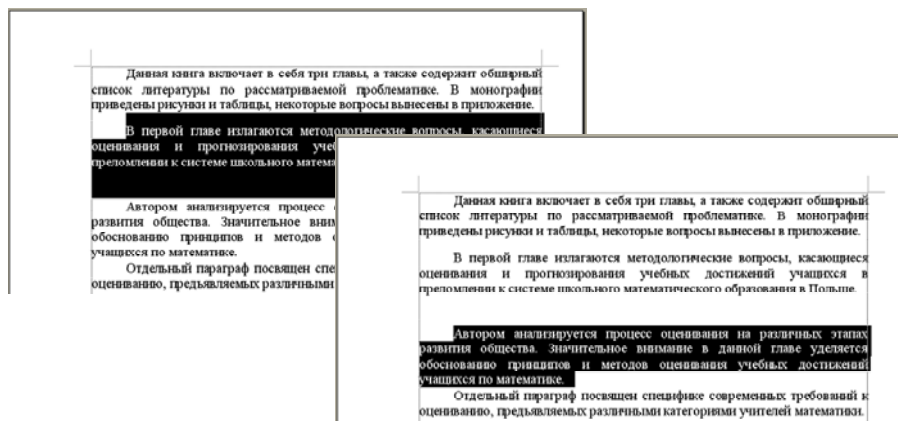 Данная книга включает в себя три главы, а также содержит обширный
список литературы по рассматриваемой проблематике. В монографии
приведены рисунки и таблицы, некоторые вопросы вынесены в приложение.
В первой главе излагаются методологические вопросы, касающиеся
оценивания и прогнозирования учеб
преломлении к системе школьного матема
Автором анализируется процесс
развития общества. Значительное вним
обоснованию принципов и методов
учащихся по математике.
Отдельный параграф посвящен спе
оцениванию, предъявляемых различными
Данная книга включает в себя три главы, а также содержит обширный
список литературы по рассматриваемой проблематике. В монографии
приведены рисунки и таблицы, некоторые вопросы вынесены в приложение.
В первой главе излагаются методологические вопросы, касающиеся
оценивания и прогнозирования учебных достижений учащихся в
преломлении к системе школьного математического образования в Польше.
Автором анализируется процесс оценивания на различных этапах
развития общества. Значительное внимание в данной главе уделяется
обоснованию принципов и методов оценивания учебных достижений
учащихся по математике.
Отдельный параграф посвящен специфике современных требований к
оцениванию, предъявляемых различными категориями учителей математики.